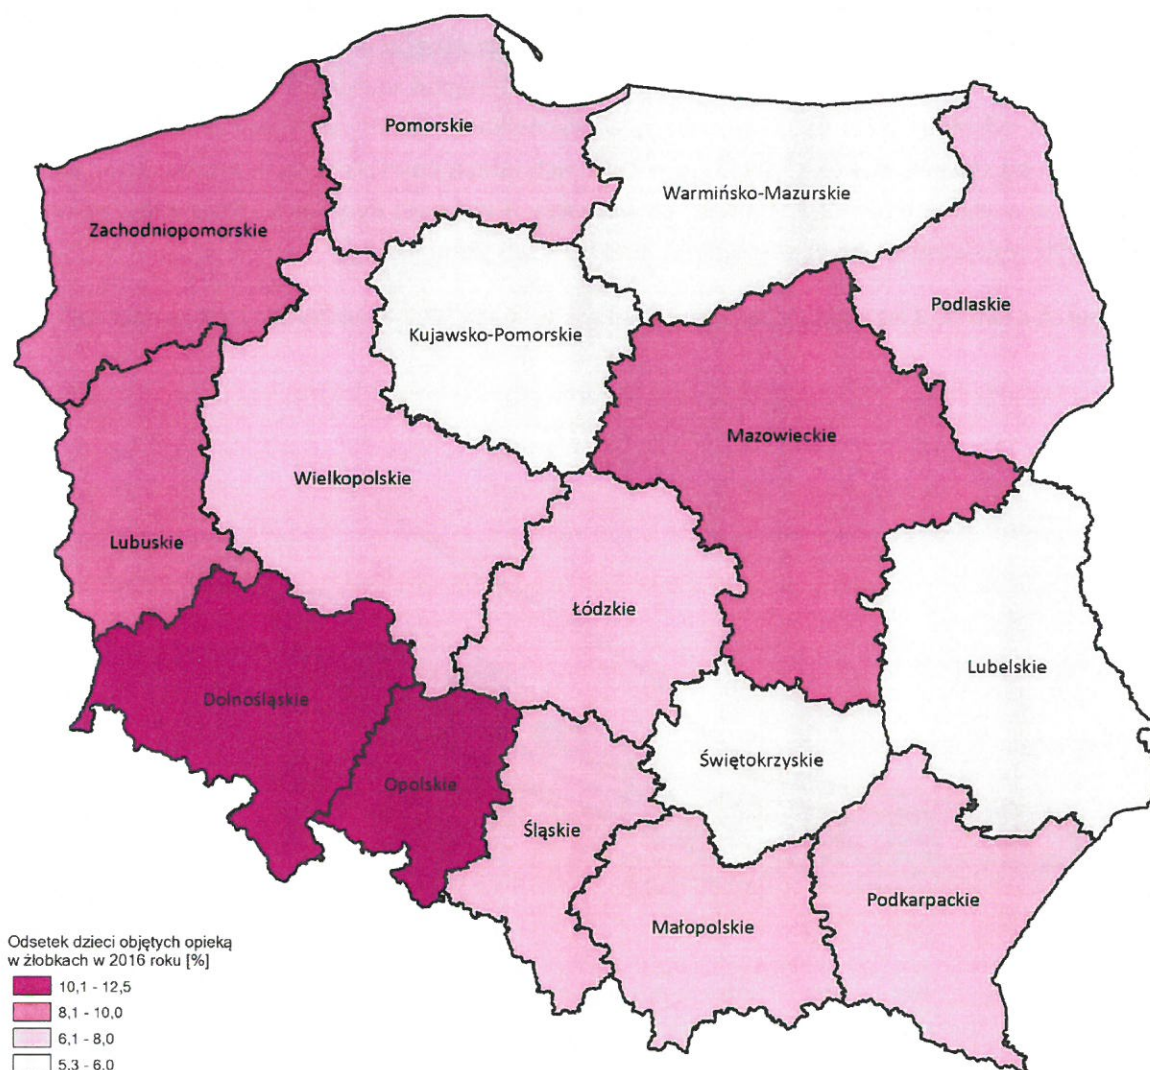 Pomorskie
Warmińsko-Mazurskie
Zachodniopomorskie
Podlaskie
Kujawsko-Pomorskie
Mazowieckie
Wielkopolskie
Lubuskie
Łódzkie
Lubelskie
Dolnośląskie
Świętokrzyskie
Opolskie
Śląskie
Podkarpackie
Małopolskie
Odsetek dzieci objętych opieką
w żłobkach w 2016 roku [%]
10,1 - 12,5
8,1 - 10,0
6,1 - 8,0
5,3 - 6,0